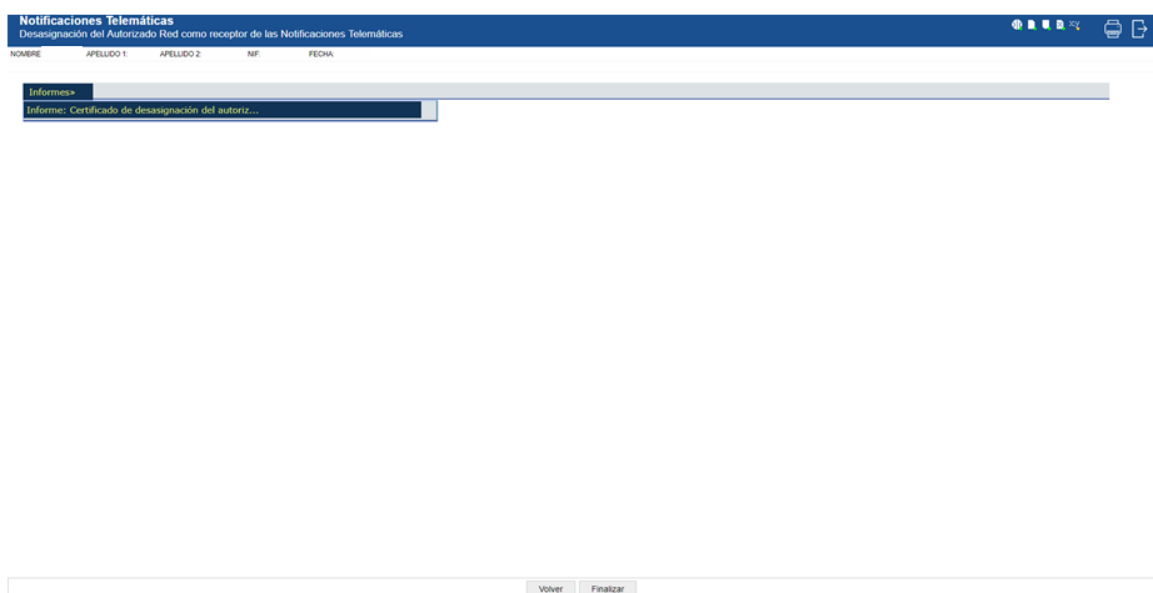 Notificaciones Telemáticas
Desasignación del Autorizado Red como receptor de las Notificaciones Telemáticas
NOMBRE APELLIDO 1: APELLIDO 2: NIF: FECHA:
Informes»
Informe: Certificado de desasignación del autoriz...
Volver Finalizar